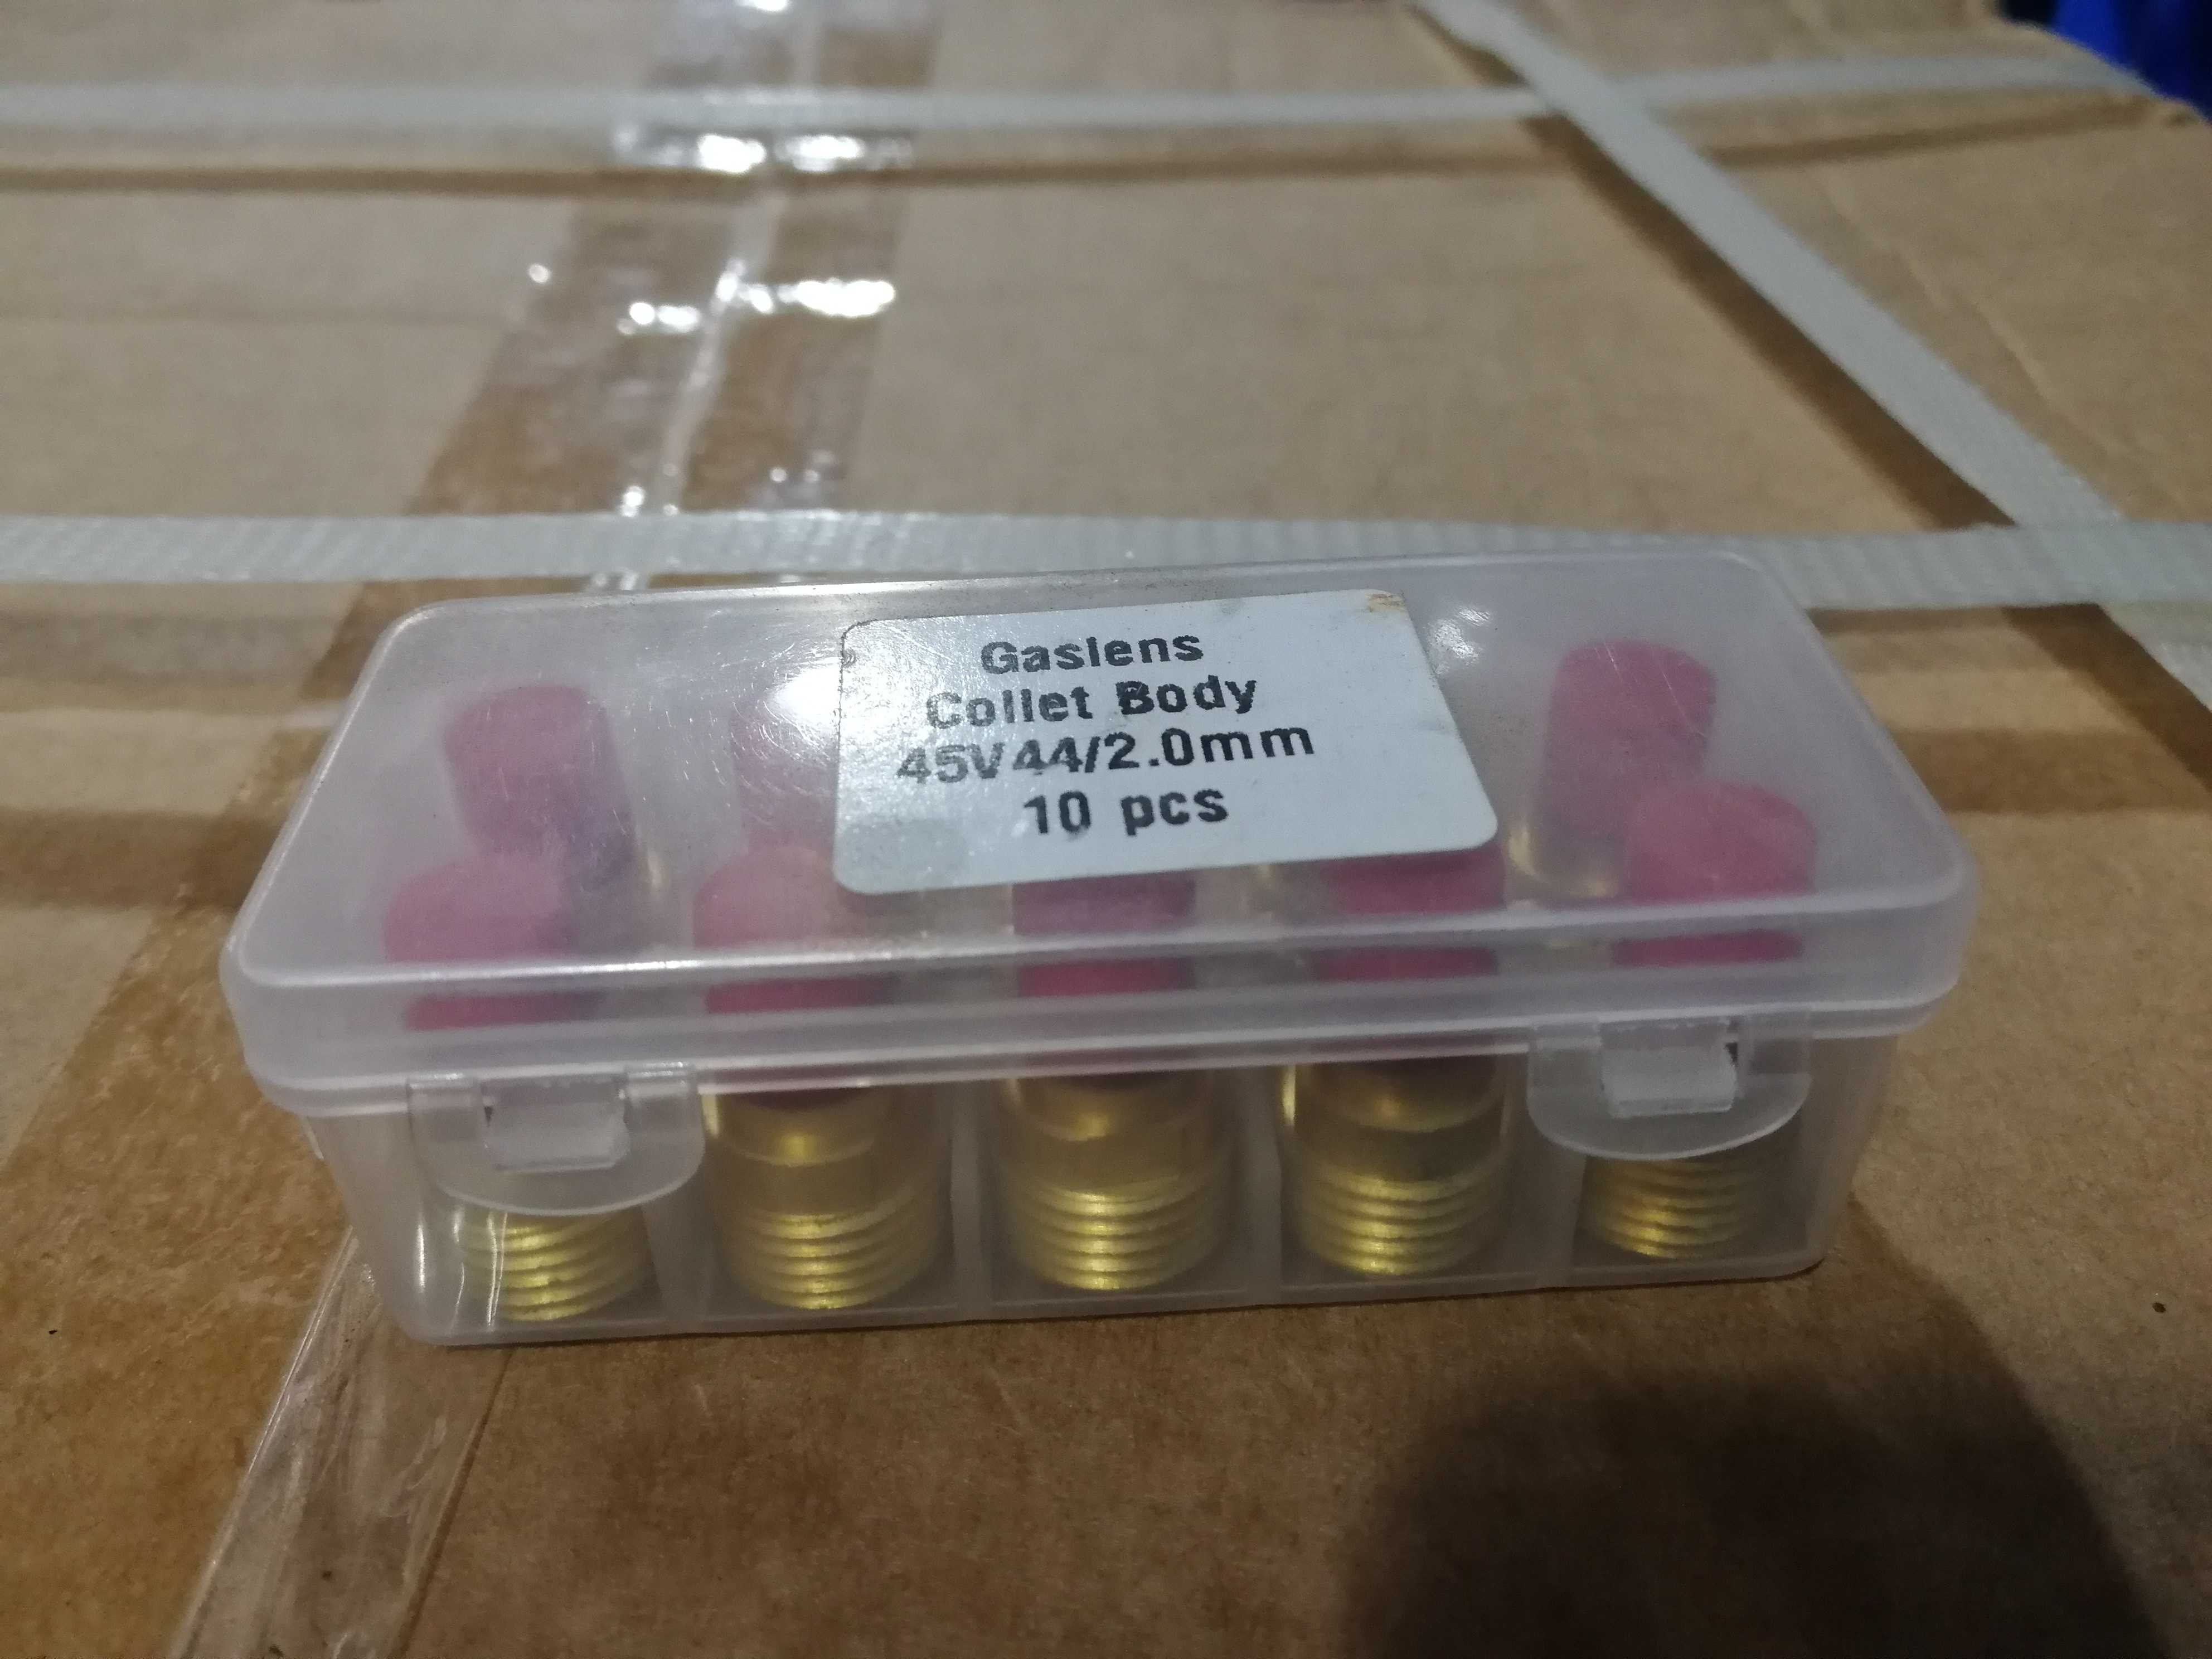 Gaslens
Collet Body
45V44/2.0mm
10 pcs